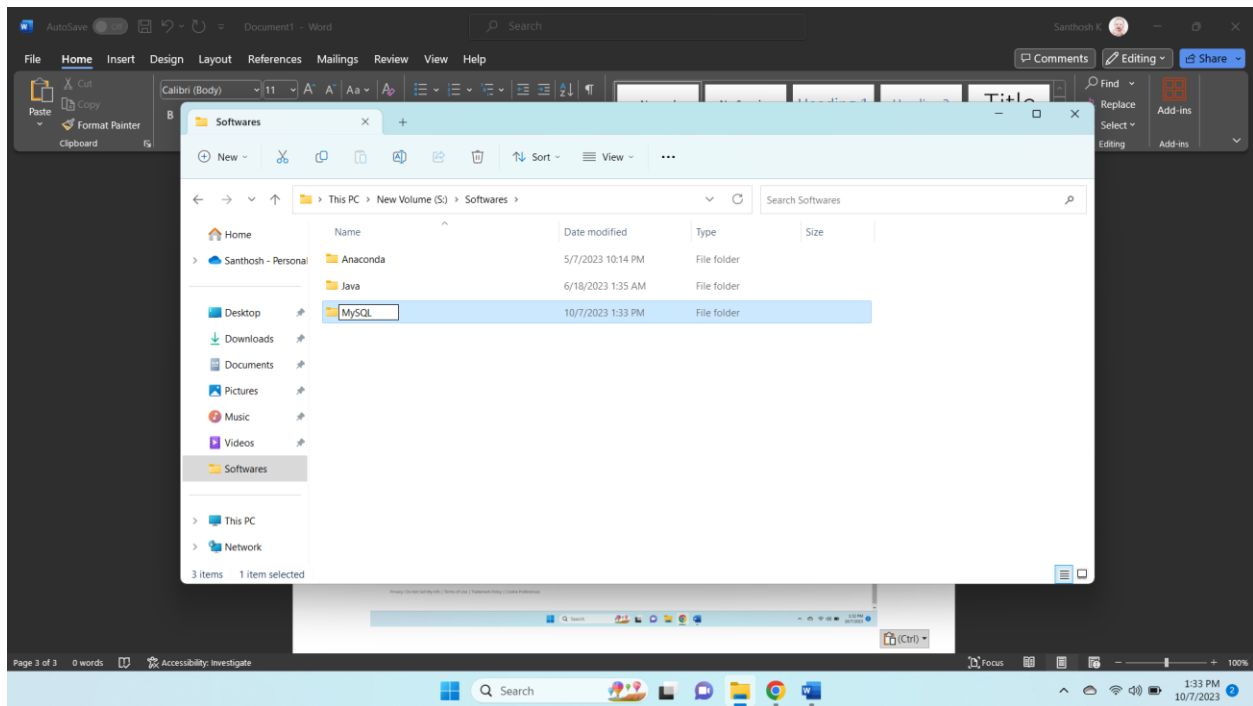 AutoSave Off Document1 - Word Search Santhosh K
File Home Insert Design Layout References Mailings Review View Help Comments Editing Share
Paste Cut Copy Format Painter Clipboard
Calibri (Body) 11 A A Aa A
B
Title
Find Replace Select Editing
Add-ins Add-ins
Softwares
New Sort View
This PC > New Volume (S:) > Softwares > Search Softwares
Name Date modified Type Size
Anaconda 5/7/2023 10:14 PM File folder
Java 6/18/2023 1:35 AM File folder
MySQL 10/7/2023 1:33 PM File folder
Home
Santhosh - Personal
Desktop
Downloads
Documents
Pictures
Music
Videos
Softwares
This PC
Network
3 items 1 item selected
(Ctrl)
Page 3 of 3 0 words Accessibility: Investigate Focus 100%
Search 1:33 PM
10/7/2023 2